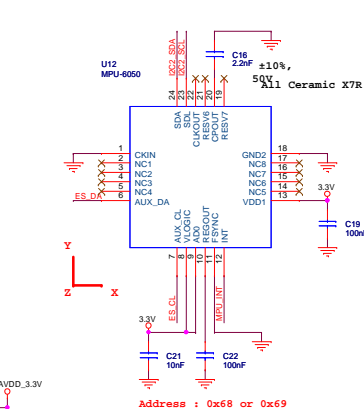 C16
2.2nF
±10%,
50V
All Ceramic X7R
U12
MPU-6050
I2C2_SDA
I2C2_SCL
24
23
22
21
20
19
SDA
SDL
CLKOUT
RESV6
CPOUT
RESV7
1 CKIN
2 NC1
3 NC2
4 NC3
5 NC4
ES_DA 6 AUX_DA
GND2 18
NC8 17
NC7 16
NC6 15
NC5 14
VDD1 13
3.3V
C19
100n
AUX_CL
VLOGIC
AD0
REGOUT
FSYNC
INT
7
8
9
10
11
12
Y
Z X
ES_CL
MPU_INT
3.3V
C21
10nF
C22
100nF
AVDD_3.3V
Address : 0x68 or 0x69